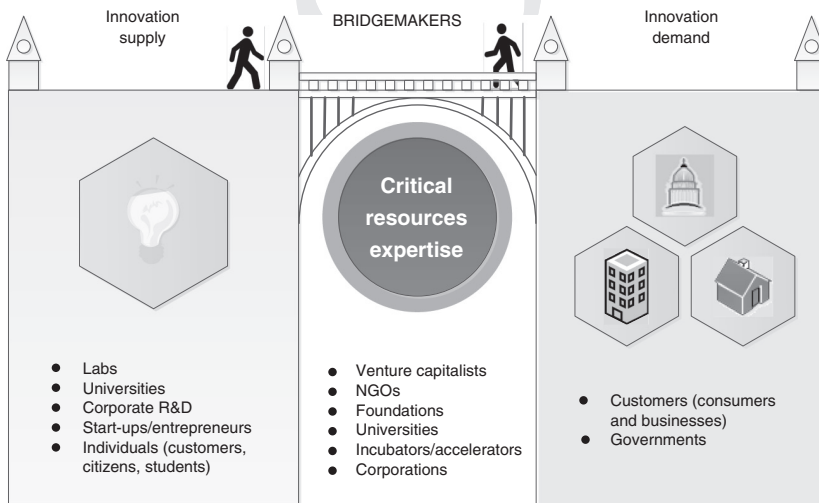 Innovation
supply
BRIDGEMAKERS
Innovation
demand
Critical
resources
expertise
● Labs
● Universities
● Corporate R&D
● Start-ups/entrepreneurs
● Individuals (customers,
citizens, students)
● Venture capitalists
● NGOs
● Foundations
● Universities
● Incubators/accelerators
● Corporations
● Customers (consumers
and businesses)
● Governments